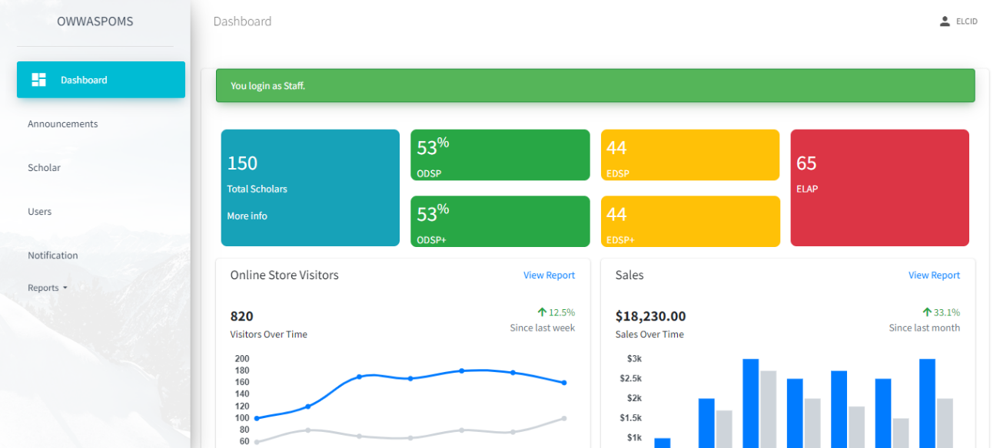 OWWASPOMS
Dashboard
ELCID
Dashboard
Announcements
Scholar
Users
Notification
Reports
You login as Staff.
150
Total Scholars
More info
53%
ODSP
53%
ODSP+
44
EDSP
44
EDSP+
65
ELAP
Online Store Visitors
View Report
820
Visitors Over Time
12.5%
Since last week
200
180
160
140
120
100
80
60
Sales
View Report
$18,230.00
Sales Over Time
33.1%
Since last month
$3k
$2.5k
$2k
$1.5k
$1k